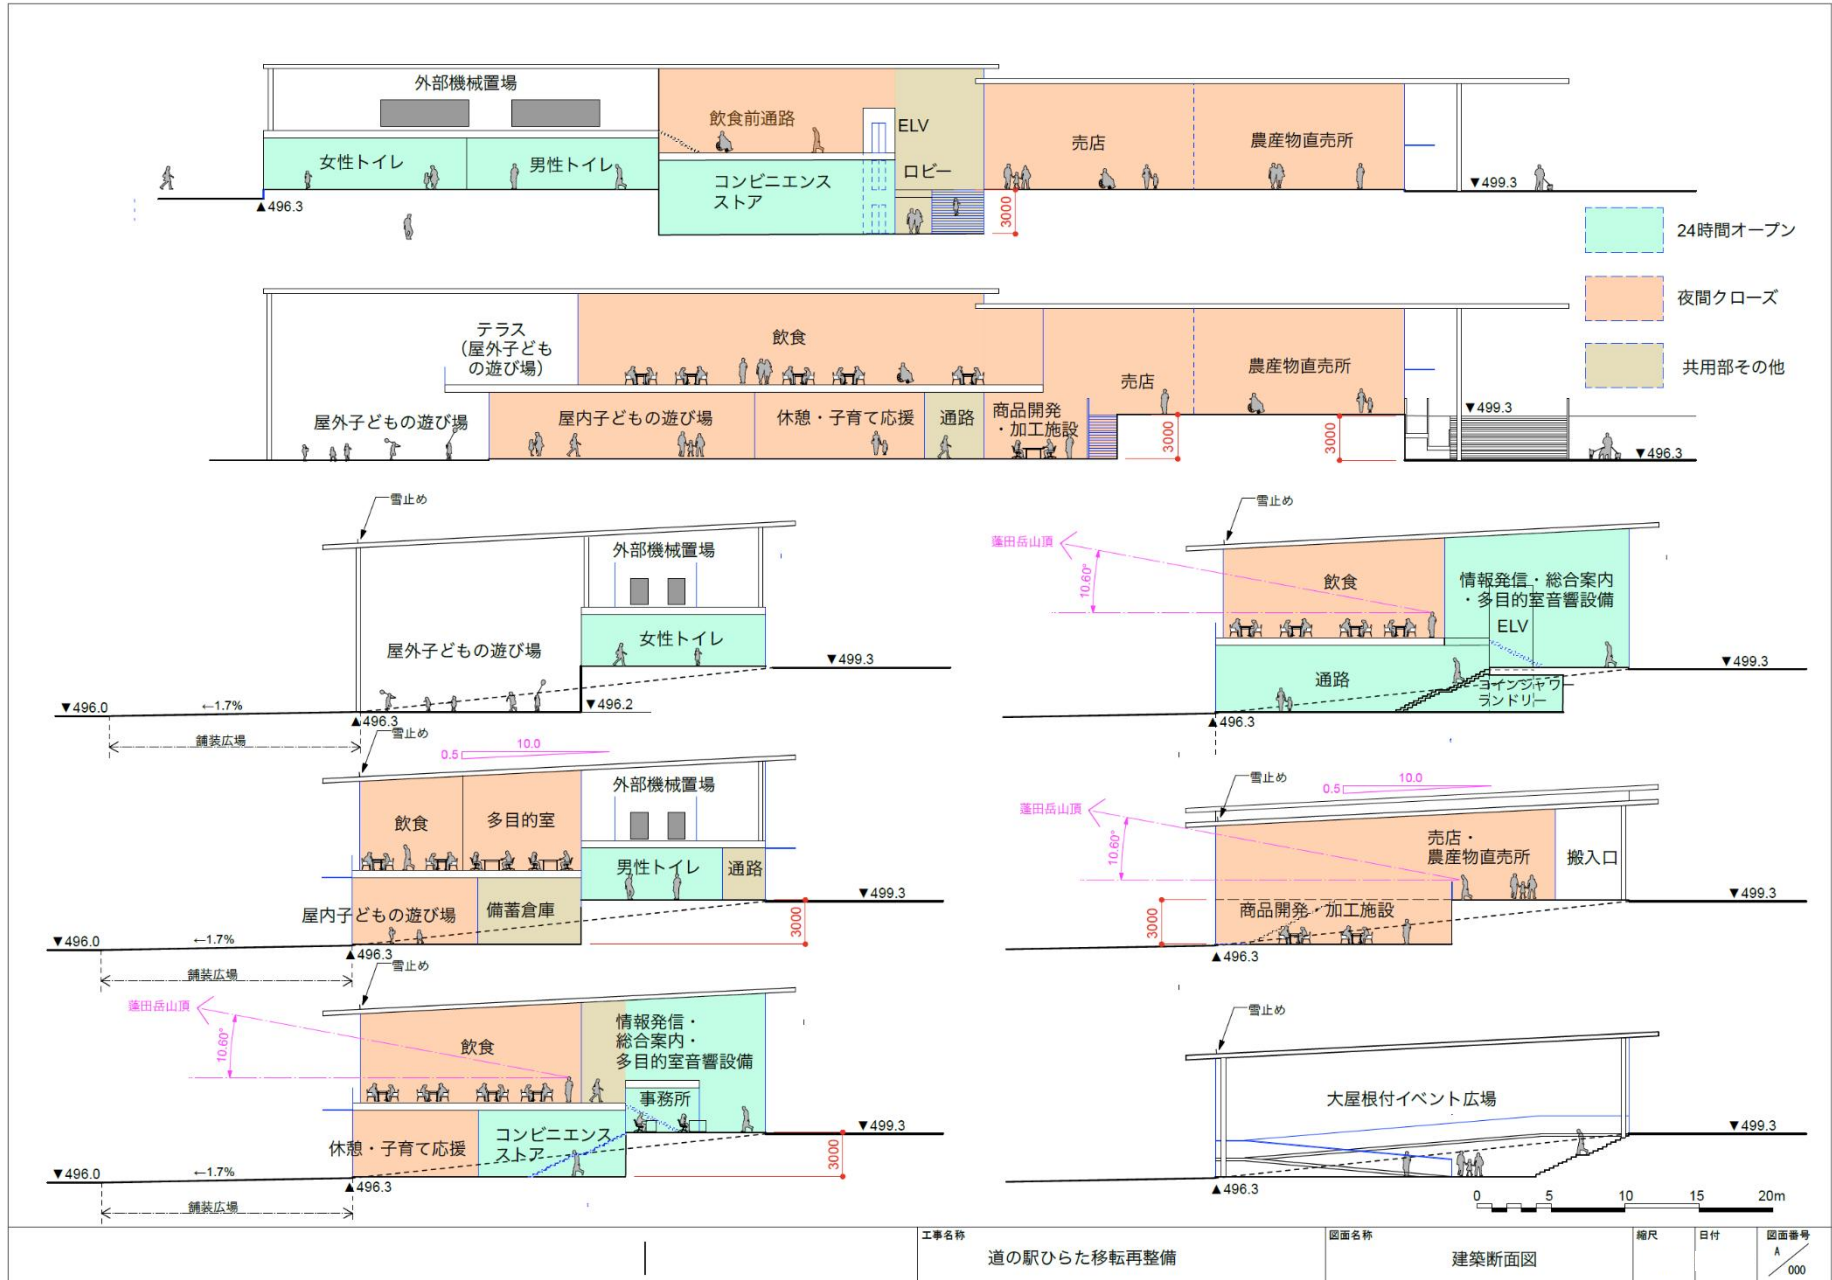 外部機械置場
飲食前通路
ELV
女性トイレ
男性トイレ
コンビニエンス
ストア
ロビー
売店
農産物直売所
▲496.3
3000
▼499.3
24時間オープン
夜間クローズ
共用部その他
テラス
（屋外子ども
の遊び場）
飲食
屋外子どもの遊び場
屋内子どもの遊び場
休憩・子育て応援
通路
商品開発
・加工施設
売店
農産物直売所
3000
3000
▼499.3
▼496.3
雪止め
外部機械置場
女性トイレ
屋外子どもの遊び場
▼499.3
▼496.0
←1.7%
▲496.3
▼496.2
舗装広場
雪止め
蓬田岳山頂
10.60°
飲食
情報発信・総合案内
・多目的室音響設備
ELV
通路
コインシャワー
ランドリー
▼499.3
▲496.3
雪止め
10.0
0.5
外部機械置場
飲食
多目的室
男性トイレ
通路
屋内子どもの遊び場
備蓄倉庫
▼499.3
3000
▼496.0
←1.7%
▲496.3
舗装広場
雪止め
10.0
0.5
蓬田岳山頂
10.60°
売店・
農産物直売所
搬入口
商品開発・加工施設
3000
▼499.3
▲496.3
雪止め
蓬田岳山頂
10.60°
飲食
情報発信・
総合案内・
多目的室音響設備
事務所
休憩・子育て応援
コンビニエンス
ストア
▼499.3
3000
▼496.0
←1.7%
▲496.3
舗装広場
雪止め
大屋根付イベント広場
▼499.3
▲496.3
0 5 10 15 20m
工事名称
道の駅ひらた移転再整備
図面名称
建築断面図
縮尺
日付
図面番号
A
000